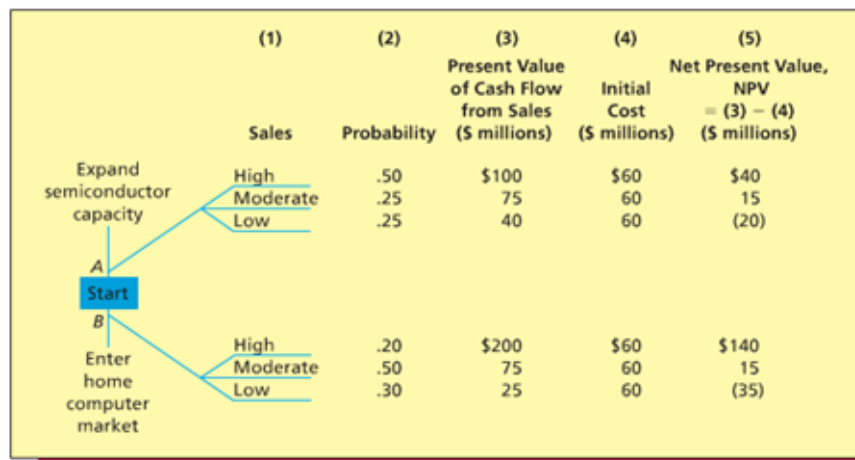 (1) (2) (3) (4) (5)
Present Value Net Present Value,
of Cash Flow Initial NPV
from Sales Cost = (3) − (4)
Sales Probability ($ millions) ($ millions) ($ millions)
Expand
semiconductor
capacity
High .50 $100 $60 $40
Moderate .25 75 60 15
Low .25 40 60 (20)
A
Start
B
Enter
home
computer
market
High .20 $200 $60 $140
Moderate .50 75 60 15
Low .30 25 60 (35)